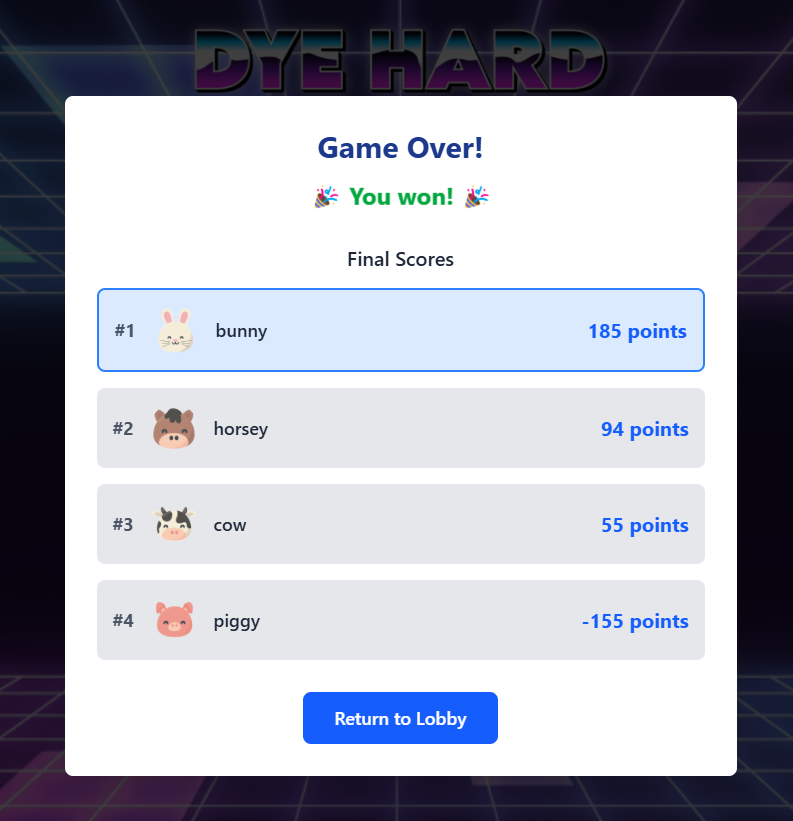 DYE HARD
Game Over!
🎉 You won! 🎉
Final Scores
#1 bunny 185 points
#2 horsey 94 points
#3 cow 55 points
#4 piggy -155 points
Return to Lobby